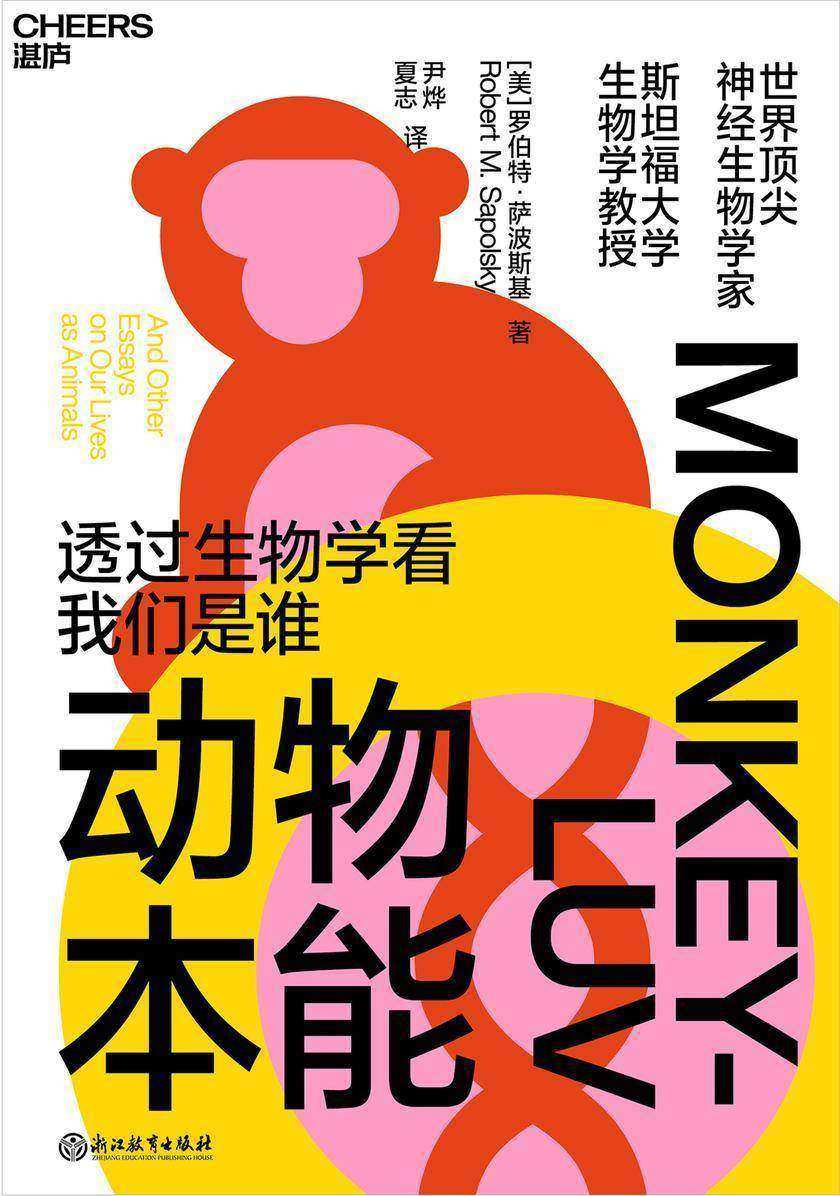 CHEERS
湛庐
世界顶尖
神经生物学家
斯坦福大学
生物学教授
[美]罗伯特·萨波斯基 著
Robert M. Sapolsky
尹烨
夏志 译
MONKEY-
LUV
And Other
Essays
on Our Lives
as Animals
透过生物学看
我们是谁
动物
本能
浙江教育出版社
ZHEJIANG EDUCATION PUBLISHING HOUSE